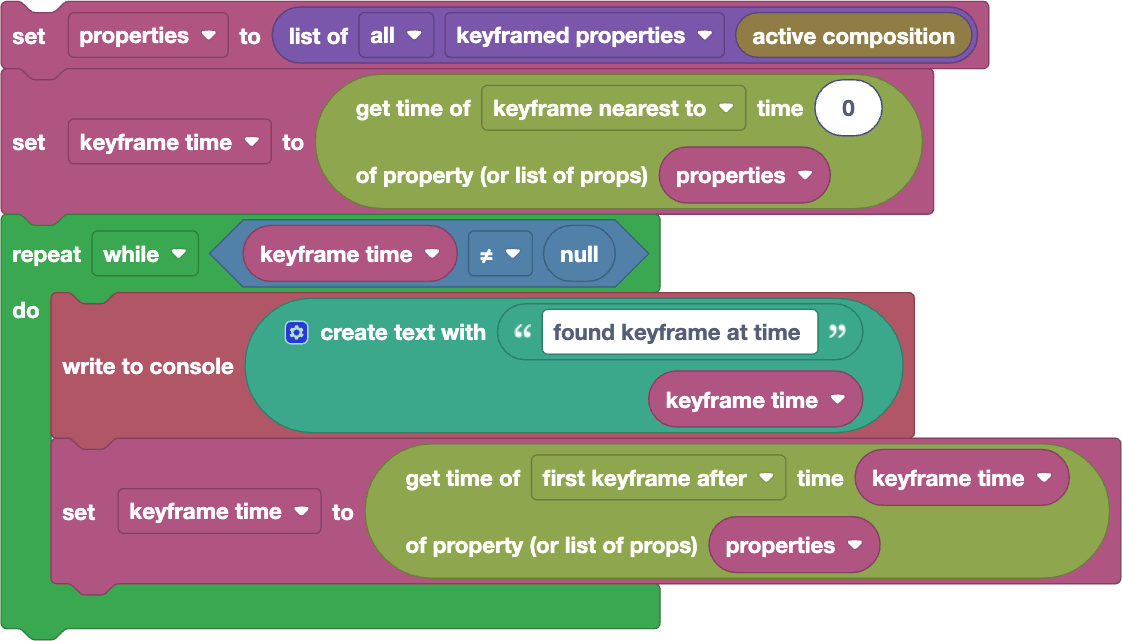 set properties to list of all keyframed properties active composition
get time of keyframe nearest to time 0
set keyframe time to
of property (or list of props) properties
repeat while keyframe time ≠ null
do
create text with “ found keyframe at time ”
write to console
keyframe time
get time of first keyframe after time keyframe time
set keyframe time to
of property (or list of props) properties